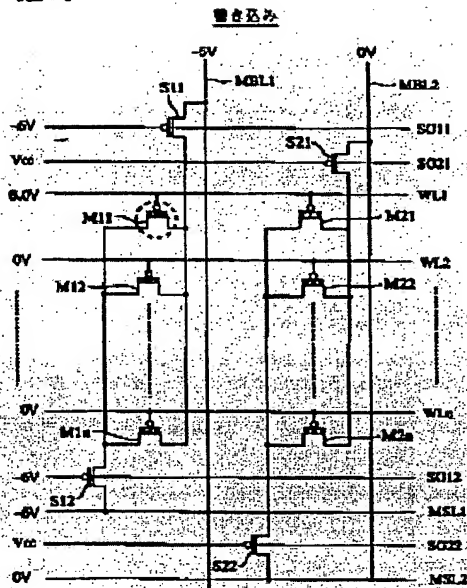 書き込み
-5V
0V
MBL1
MBL2
S11
-5V
SG11
S21
Vcc
SG21
6.0V
WL1
M11
M21
0V
WL2
M12
M22
0V
WLn
M1n
M2n
-5V
SG12
S12
-5V
MSL1
Vcc
SG22
S22
0V
MSL2